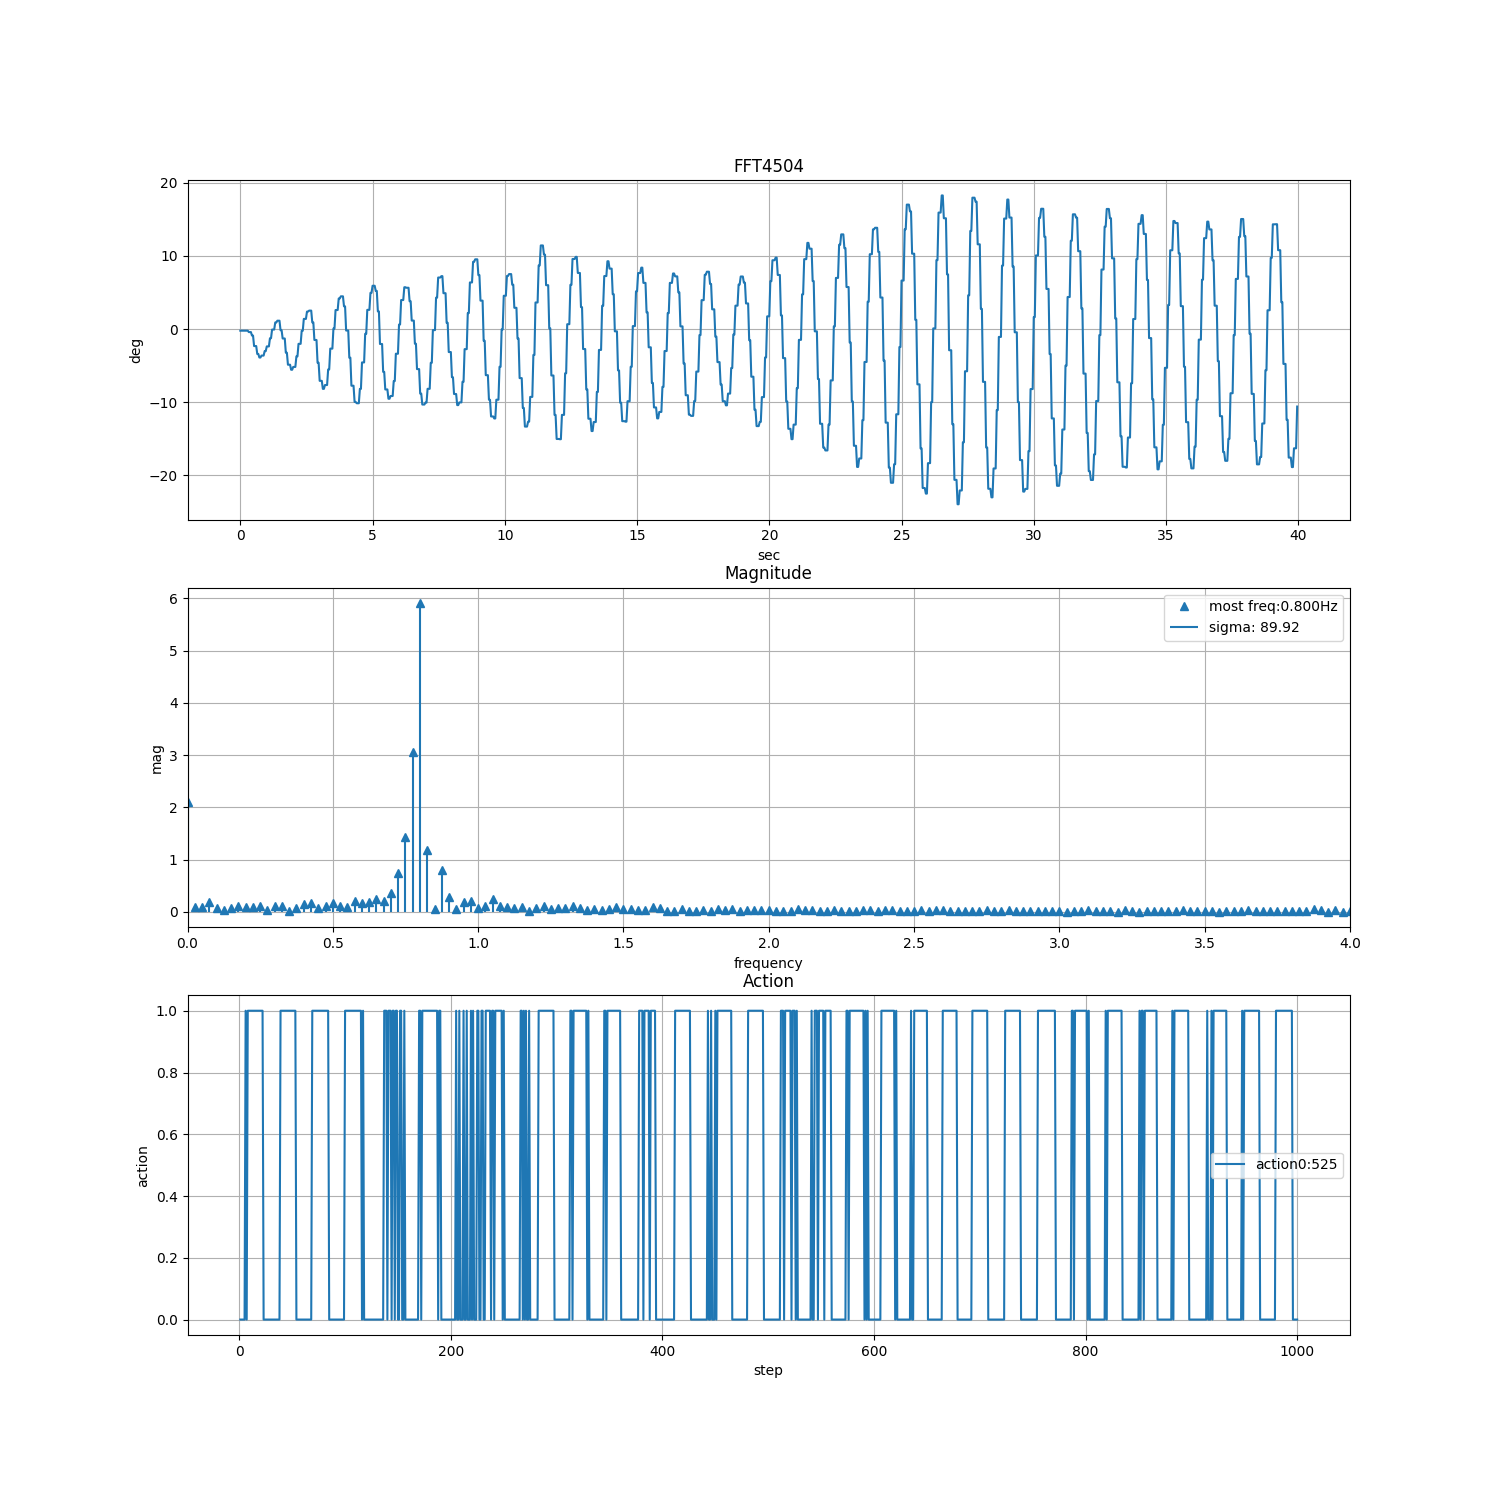 FFT4504
20
10
0
−10
−20
deg
0 5 10 15 20 25 30 35 40
sec
Magnitude
6
5
4
3
2
1
0
mag
most freq:0.800Hz
sigma: 89.92
0.0 0.5 1.0 1.5 2.0 2.5 3.0 3.5 4.0
frequency
Action
1.0
0.8
0.6
0.4
0.2
0.0
action
action0:525
0 200 400 600 800 1000
step